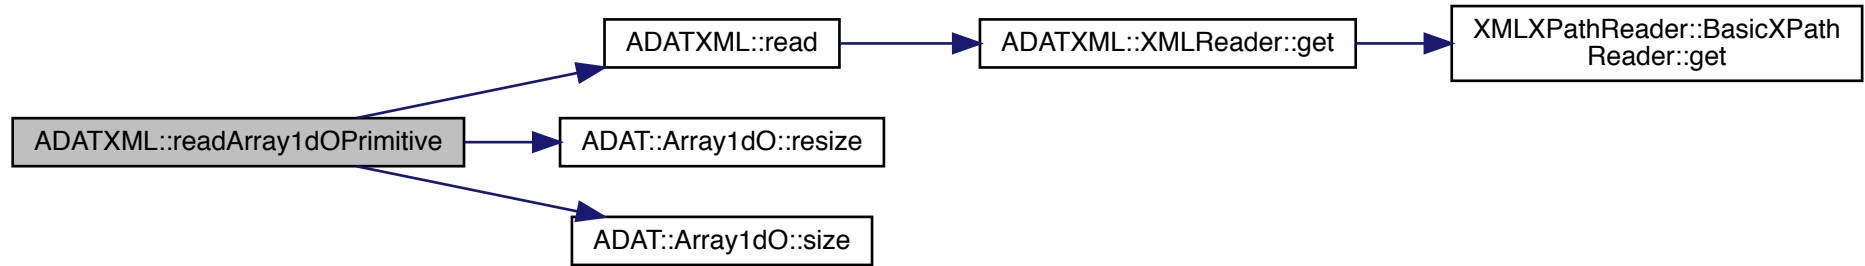 ADATXML::readArray1dOPrimitive
ADATXML::read
ADATXML::XMLReader::get
XMLXPathReader::BasicXPath
Reader::get
ADAT::Array1dO::resize
ADAT::Array1dO::size